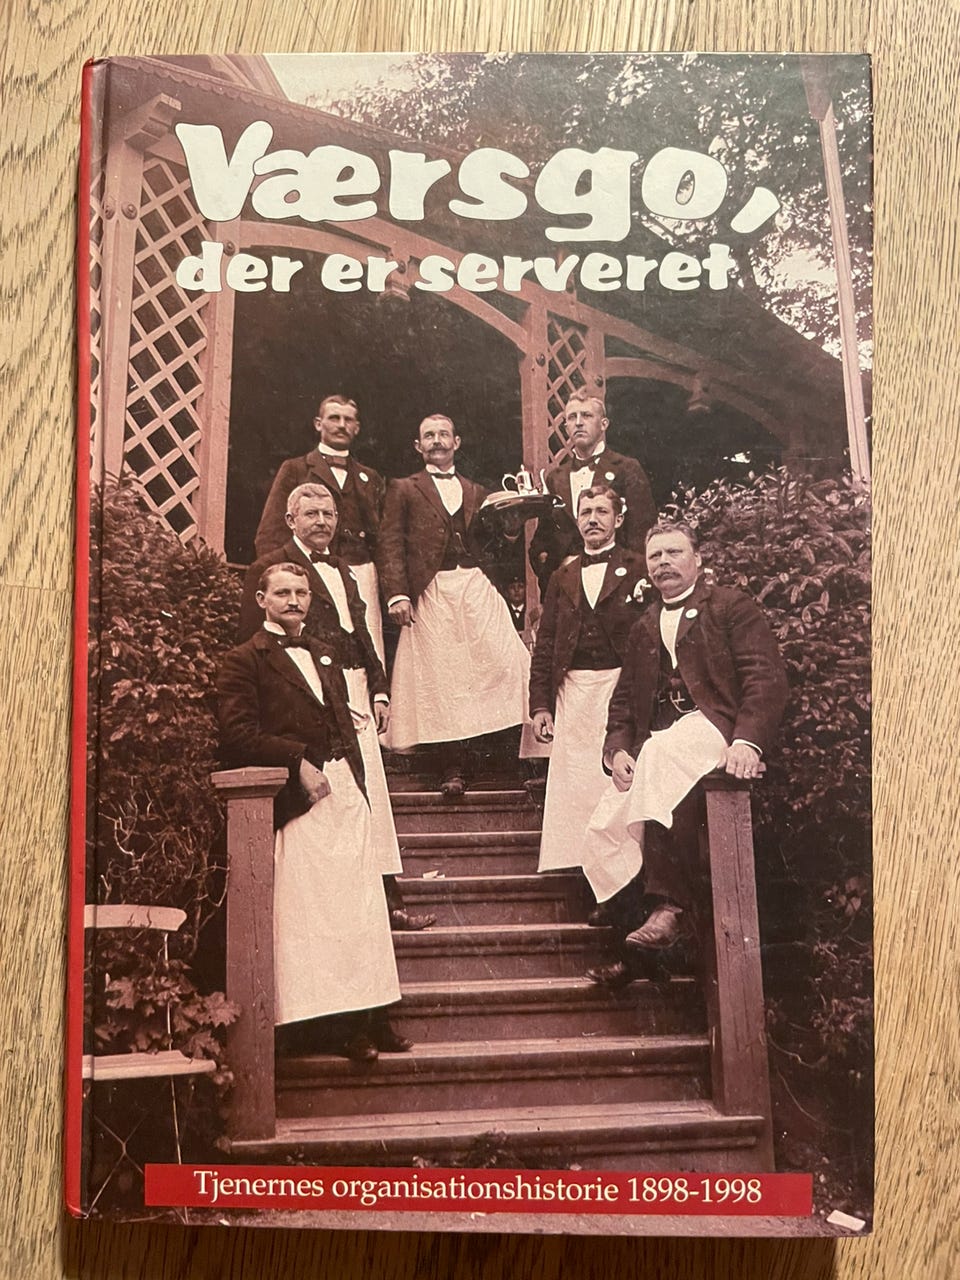 Værsgo,
der er serveret
Tjenernes organisationshistorie 1898-1998